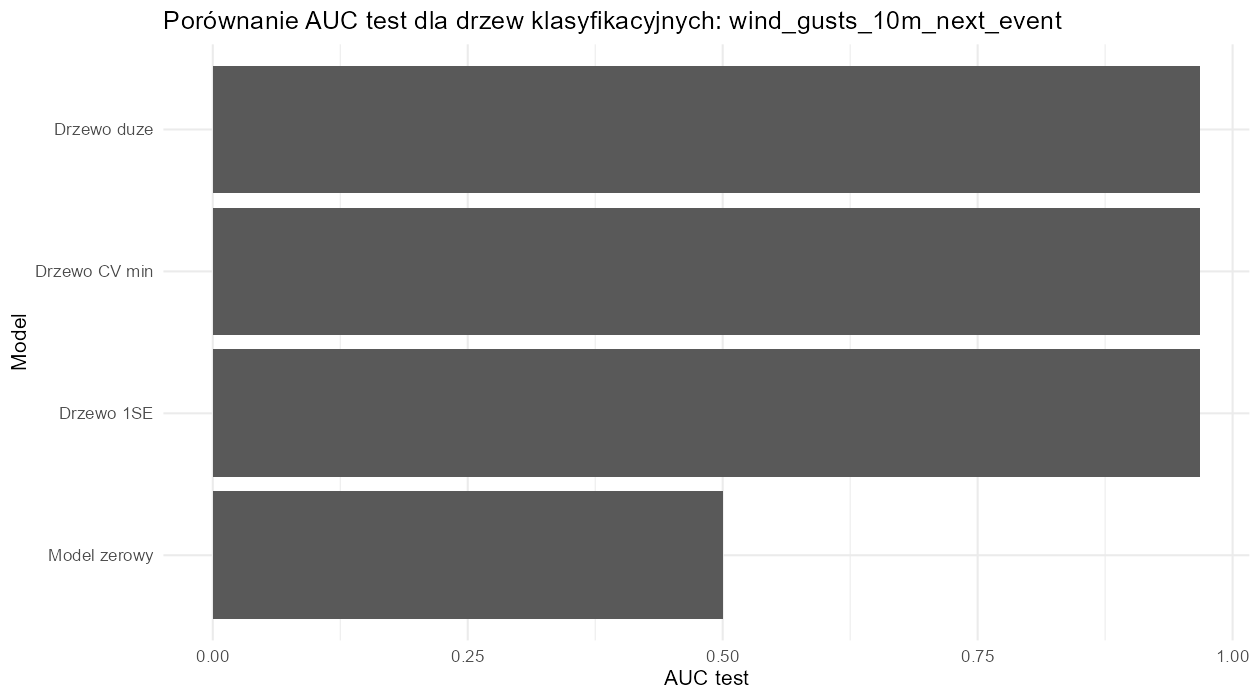 Porównanie AUC test dla drzew klasyfikacyjnych: wind_gusts_10m_next_event
Drzewo duze
Drzewo CV min
Drzewo 1SE
Model zerowy
Model
0.00 0.25 0.50 0.75 1.00
AUC test